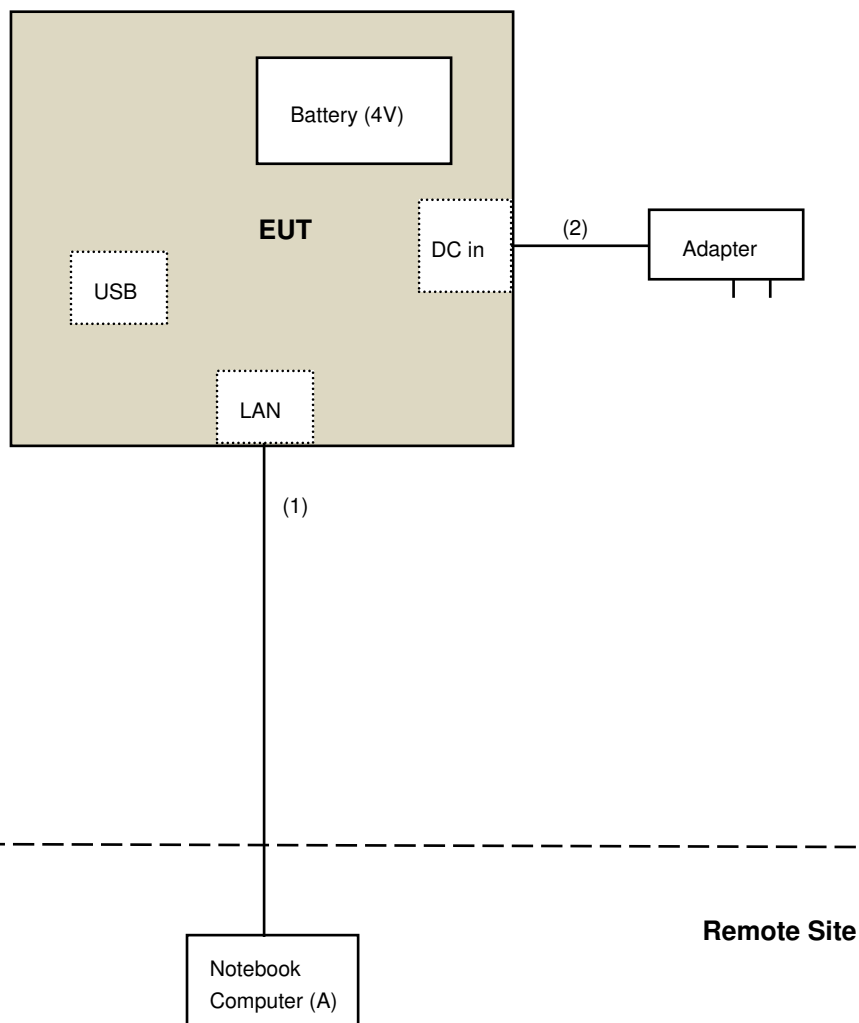 Battery (4V)
EUT
DC in
(2)
Adapter
USB
LAN
(1)
Remote Site
Notebook
Computer (A)